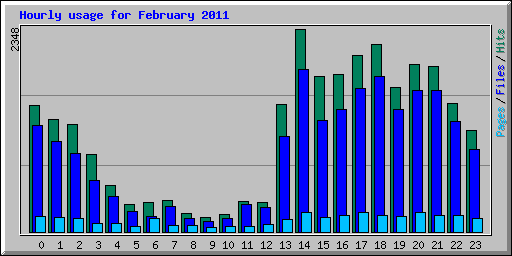 Hourly usage for February 2011
2348
Pages/Files/Hits
0 1 2 3 4 5 6 7 8 9 10 11 12 13 14 15 16 17 18 19 20 21 22 23